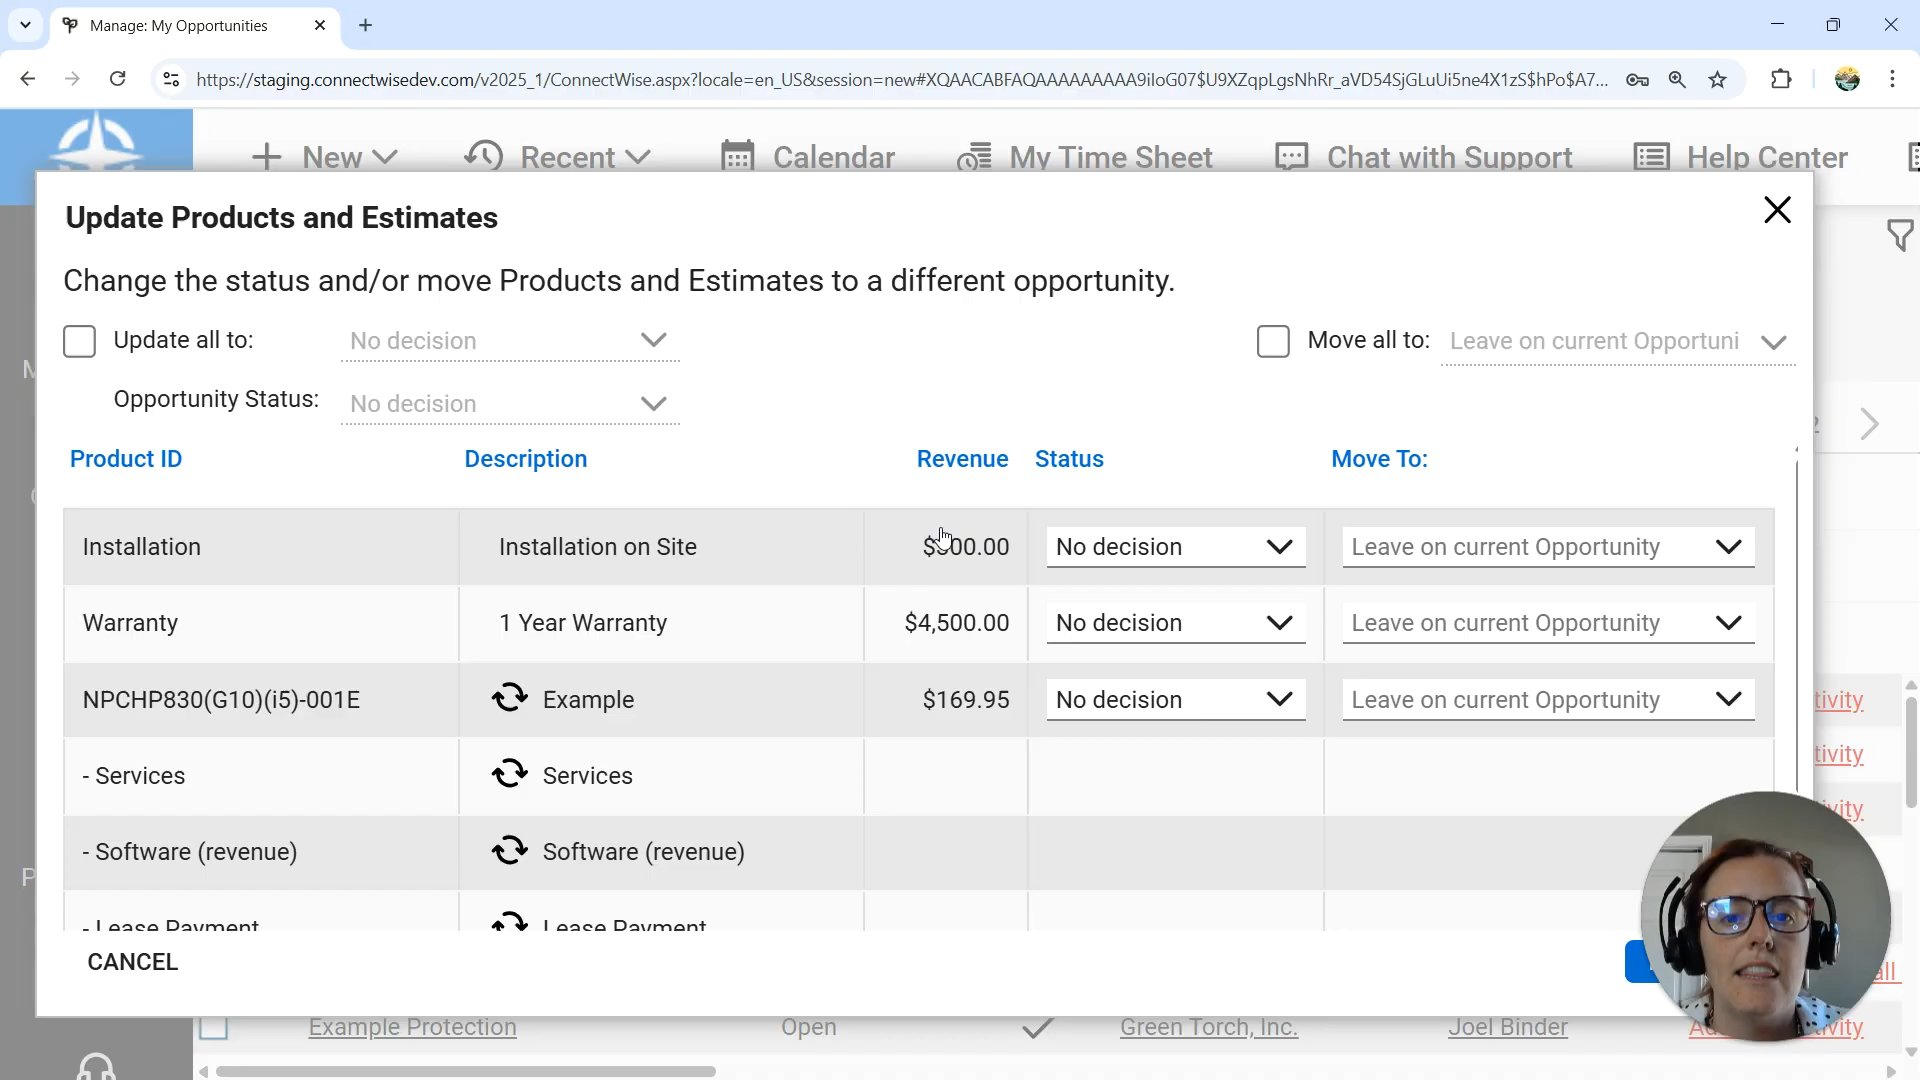 Manage: My Opportunities
https://staging.connectwisedev.com/v2025_1/ConnectWise.aspx?locale=en_US&session=new#XQAACABFAQAAAAAAAAA9iIoG07$U9XZqpLgsNhRr_aVD54SjGLuUi5ne4X1zS$hPo$A7...
New Recent Calendar My Time Sheet Chat with Support Help Center
Update Products and Estimates
Change the status and/or move Products and Estimates to a different opportunity.
Update all to: No decision Move all to: Leave on current Opportuni
Opportunity Status: No decision
Product ID Description Revenue Status Move To:
Installation Installation on Site No decision Leave on current Opportunity
Warranty 1 Year Warranty $4,500.00 No decision Leave on current Opportunity
NPCHP830(G10)(i5)-001E Example $169.95 No decision Leave on current Opportunity
- Services Services
- Software (revenue) Software (revenue)
- Lease Payment Lease Payment
CANCEL
Example Protection Open Green Torch, Inc. Joel Binder